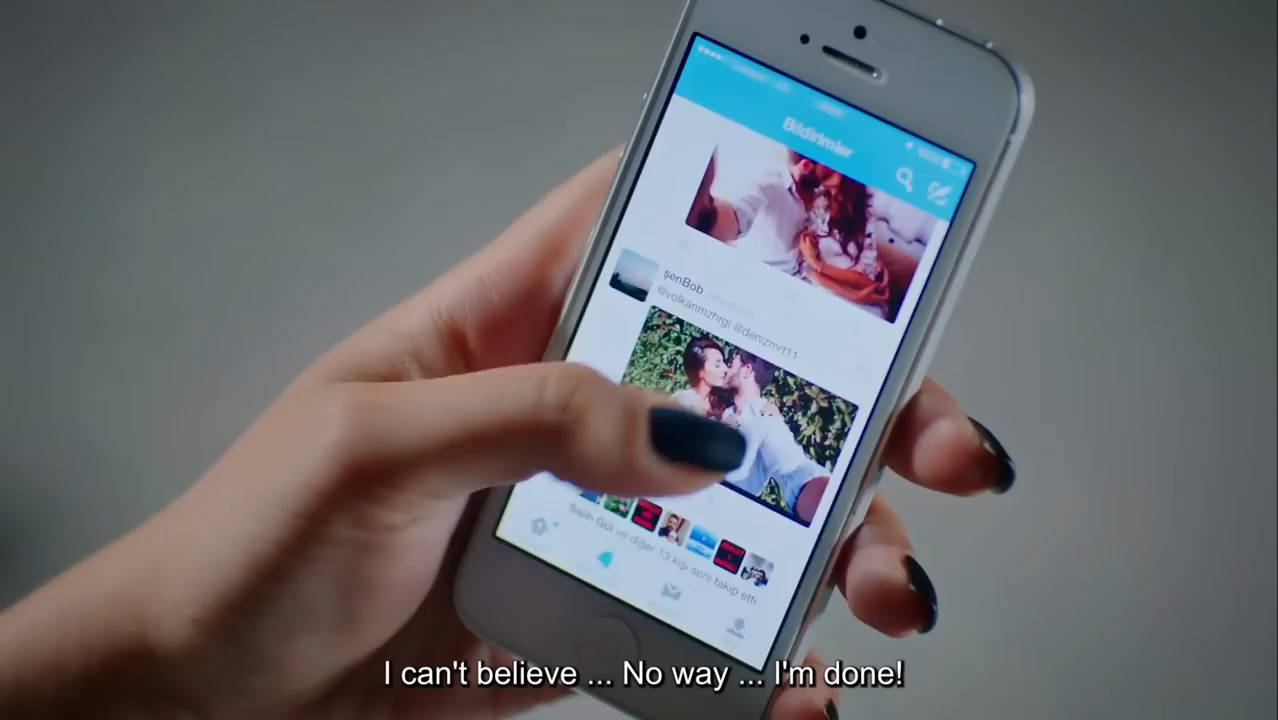 Bildirimler
şenBob
@volkanmzhrgl @denizmrt11
Salih Gül ve diğer 13 kişi seni takip etti
I can't believe ... No way ... I'm done!